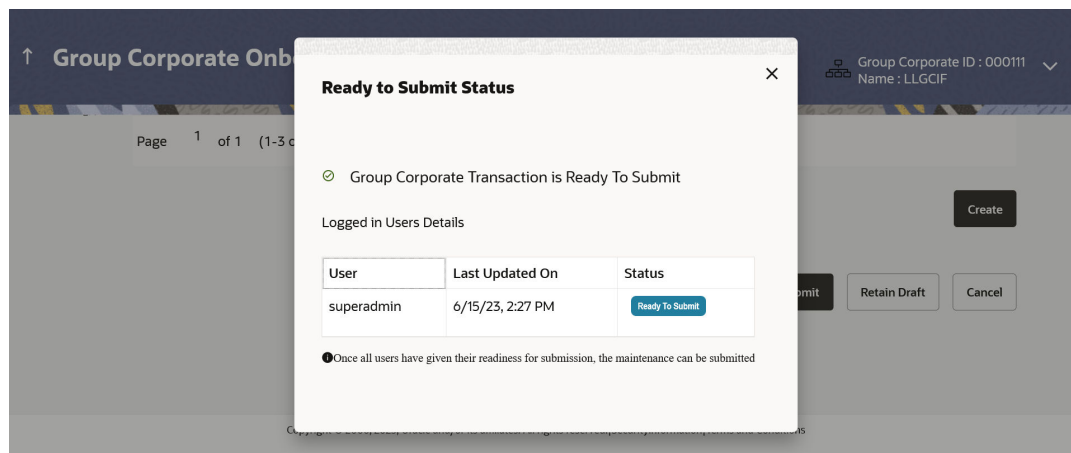 Group Corporate Onb
Group Corporate ID : 000111
Name : LLGCIF
Ready to Submit Status
Page 1 of 1 (1-3 o
Group Corporate Transaction is Ready To Submit
Create
Logged in Users Details
User Last Updated On Status
superadmin 6/15/23, 2:27 PM Ready To Submit
bmit Retain Draft Cancel
Once all users have given their readiness for submission, the maintenance can be submitted